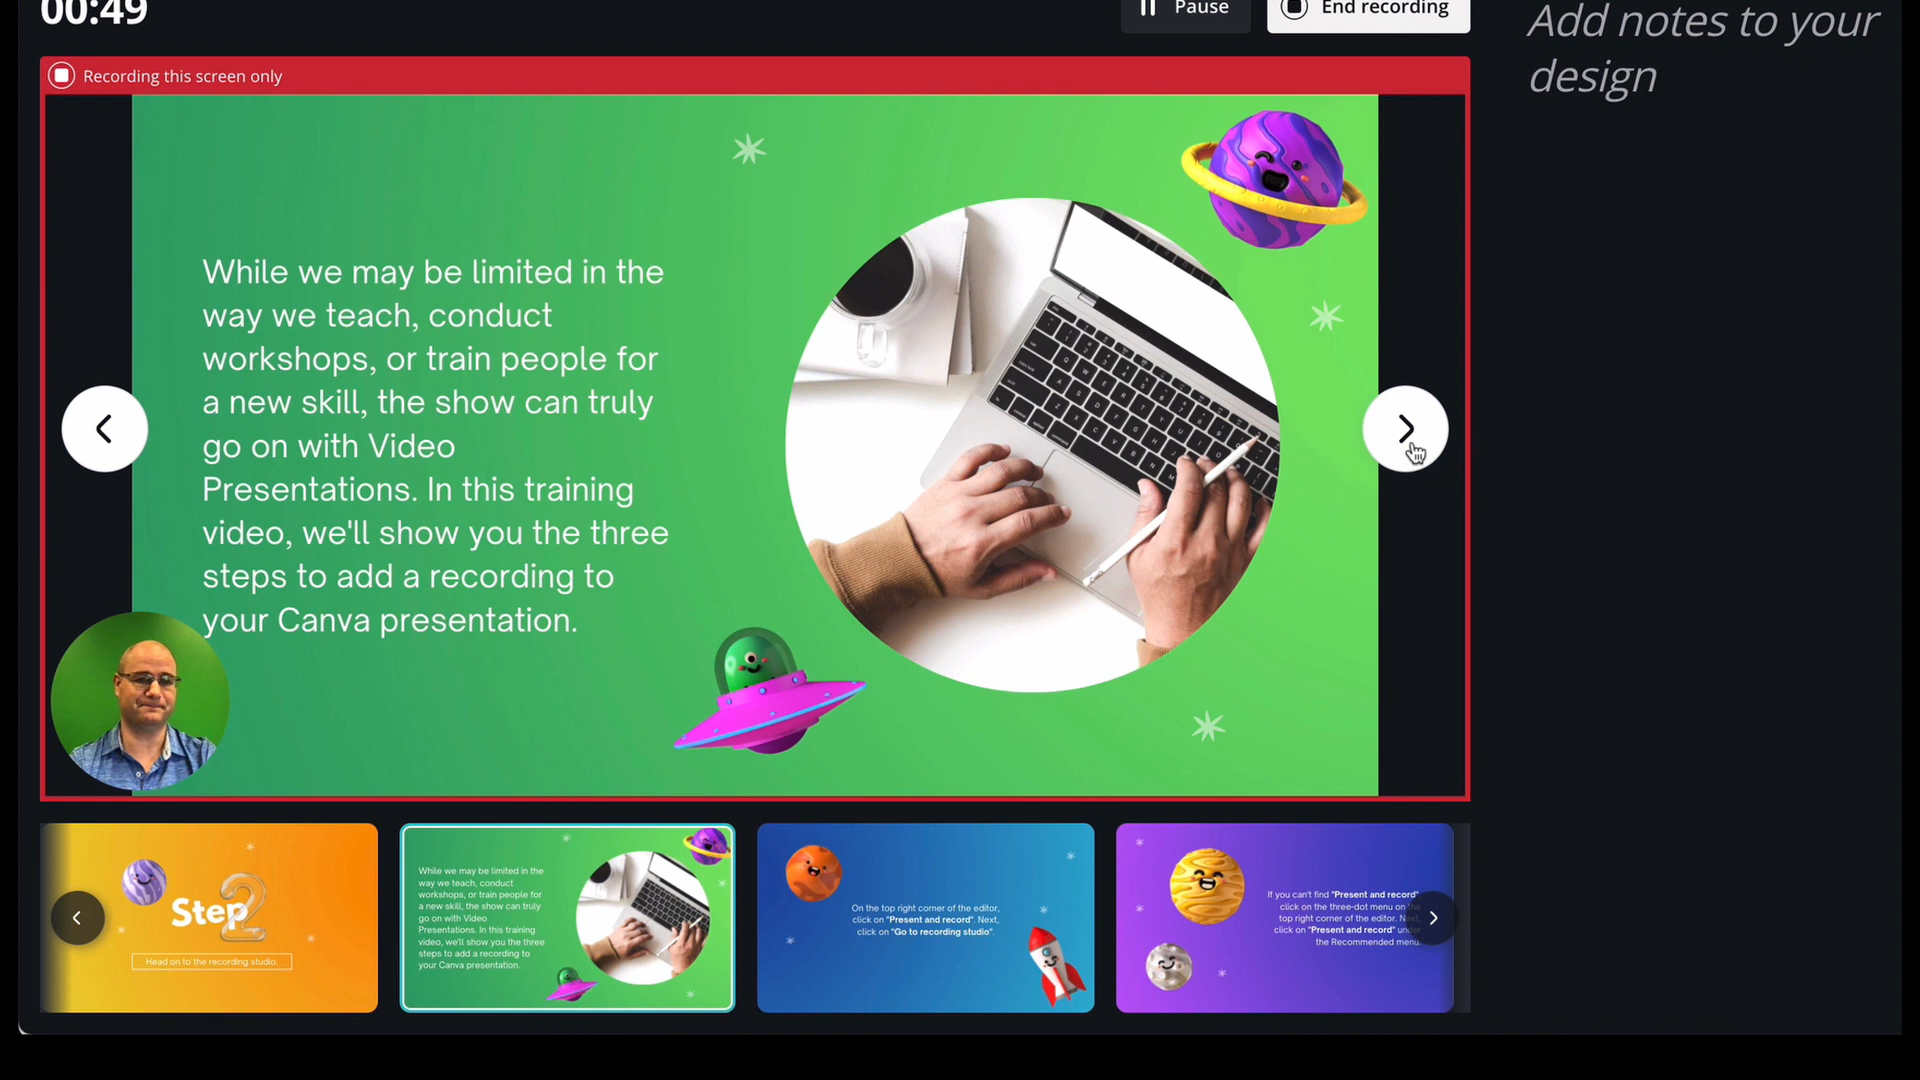 00:49
Pause
End recording
Add notes to your
design
Recording this screen only
While we may be limited in the
way we teach, conduct
workshops, or train people for
a new skill, the show can truly
go on with Video
Presentations. In this training
video, we'll show you the three
steps to add a recording to
your Canva presentation.
Step 2
Head on to the recording studio.
While we may be limited in the
way we teach, conduct
workshops, or train people for
a new skill, the show can truly
go on with Video
Presentations. In this training
video, we'll show you the three
steps to add a recording to
your Canva presentation.
On the top right corner of the editor,
click on "Present and record". Next,
click on "Go to recording studio".
If you can't find "Present and record",
click on the three-dot menu on the
top right corner of the editor. Next,
click on "Present and record" under
the Recommended menu.